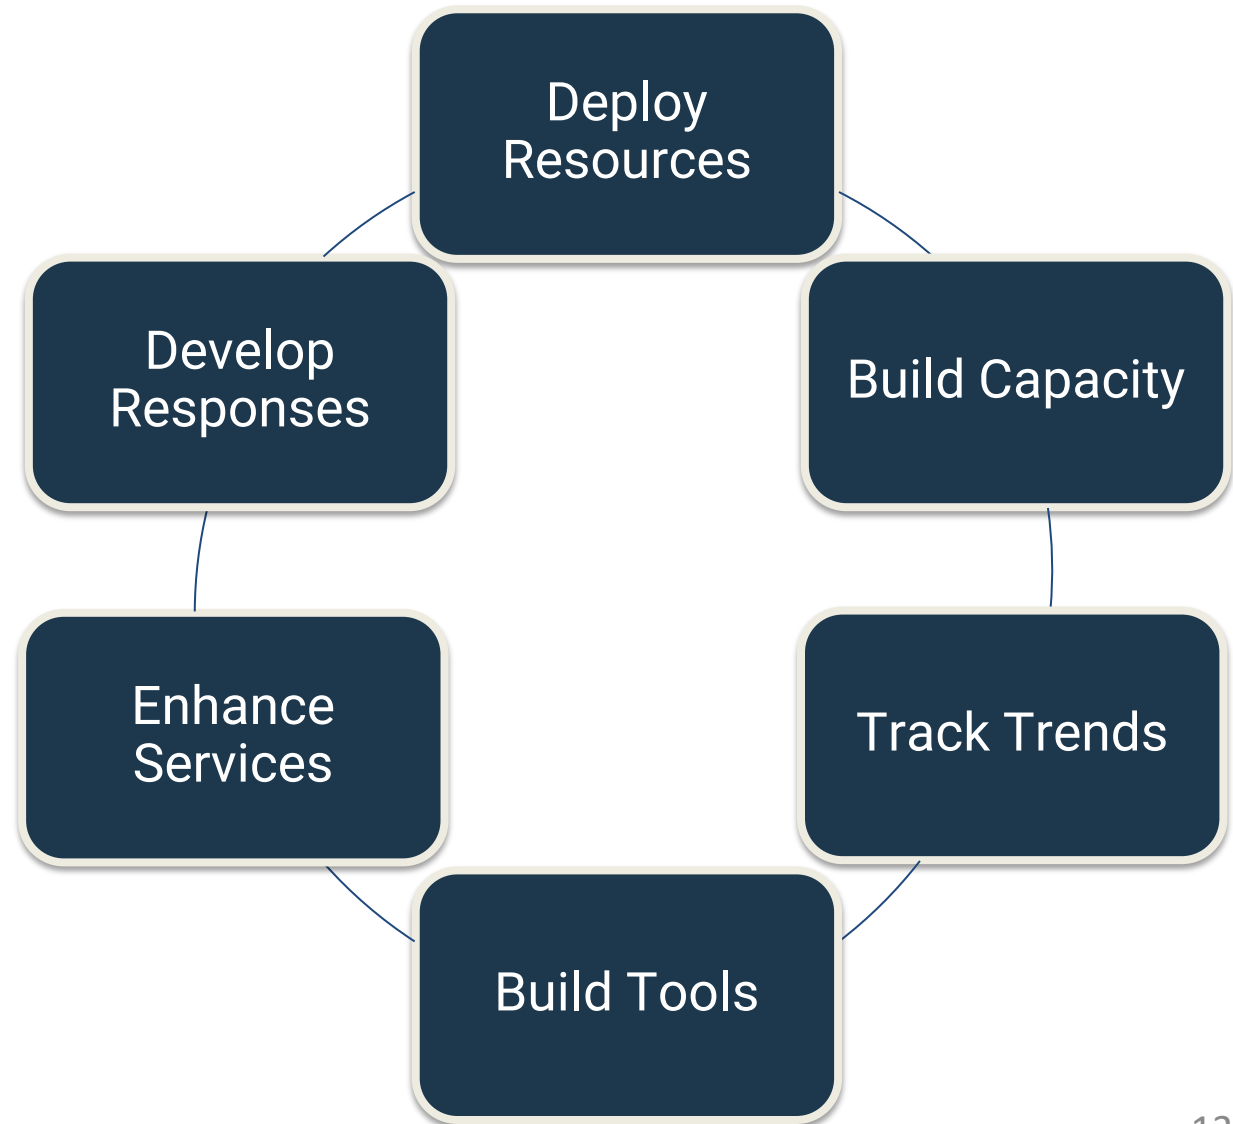 Deploy
Resources
Develop
Responses
Build Capacity
Enhance
Services
Track Trends
Build Tools